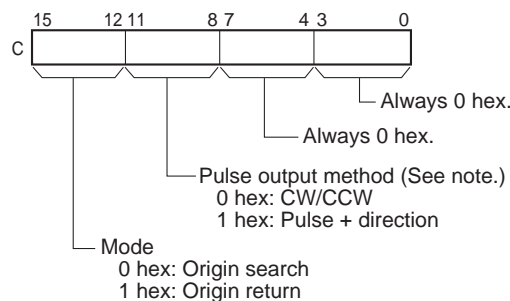 15 12 11 8 7 4 3 0
C
Always 0 hex.
Always 0 hex.
Pulse output method (See note.)
0 hex: CW/CCW
1 hex: Pulse + direction
Mode
0 hex: Origin search
1 hex: Origin return